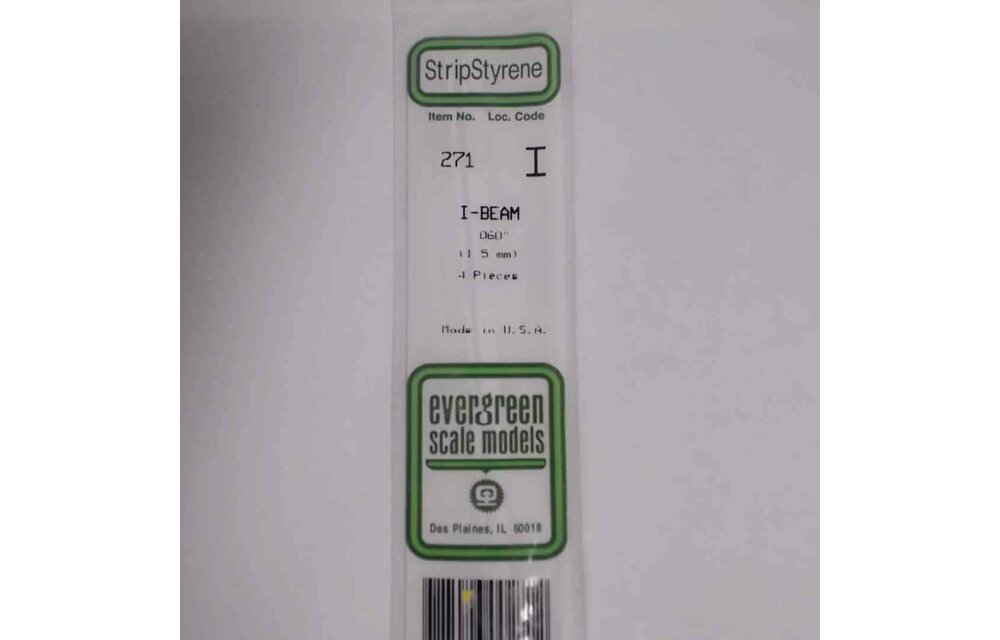 StripStyrene
Item No. Loc. Code
271 I
I-BEAM
.060"
(1.5 mm)
4 Pieces
Made in U.S.A.
evergreen
scale models
Des Plaines, IL 60018